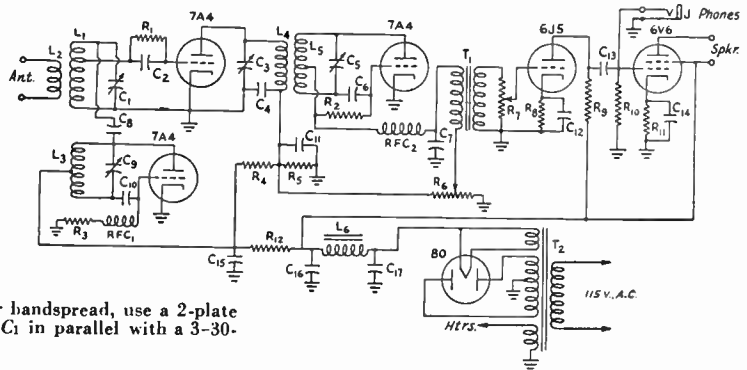 7A4
7A4
6J5
6V6
J Phones
Spkr.
Ant.
L2
L1
R1
C2
C1
C3
C4
L4
L5
C5
C6
R2
RFC2
C7
T1
R7
R8
C12
R9
C13
R10
R11
C14
C8
7A4
L3
C9
C10
R3
RFC1
C11
R4
R5
R6
C15
R12
L6
C16
C17
80
T2
115 v., A.C.
Htrs.
bandspread, use a 2-plate
C1 in parallel with a 3-30-